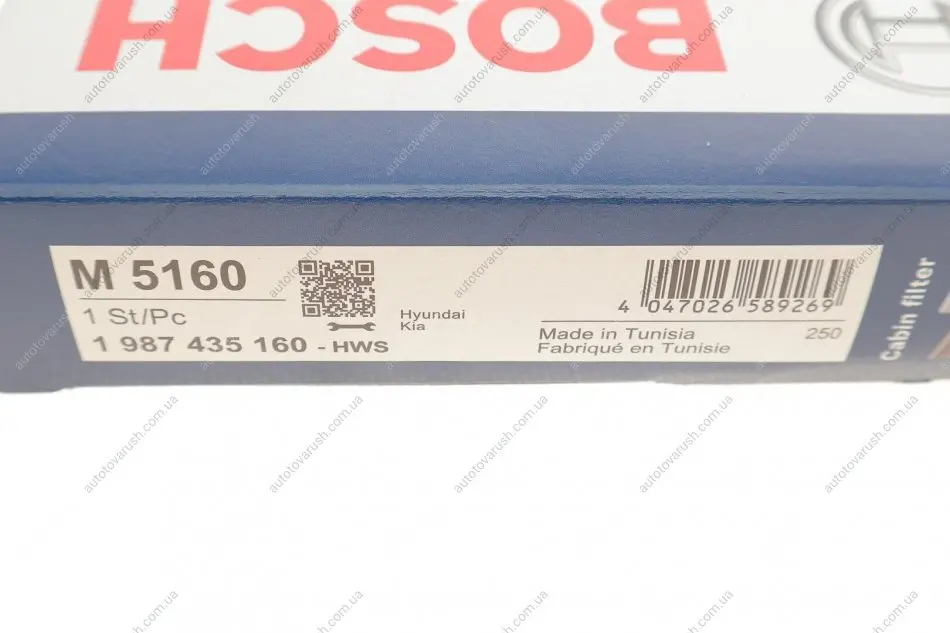 BOSCH
M 5160
1 St/Pc
1 987 435 160 - HWS
Hyundai
Kia
4 047026 589269
Made in Tunisia
Fabriqué en Tunisie
250
Cabin filter
autotovarush.com.ua